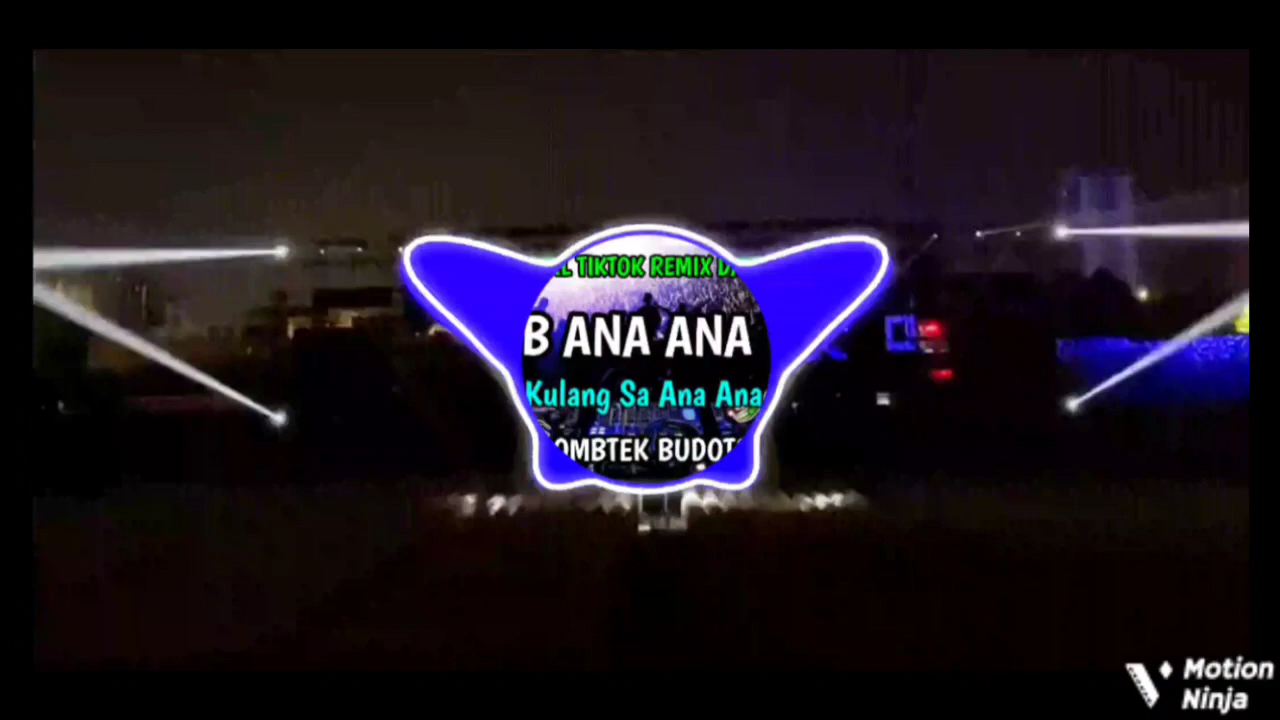 TIKTOK REMIX
B ANA ANA
Kulang Sa Ana Ana
OMBTEK BUDOT
Motion
Ninja